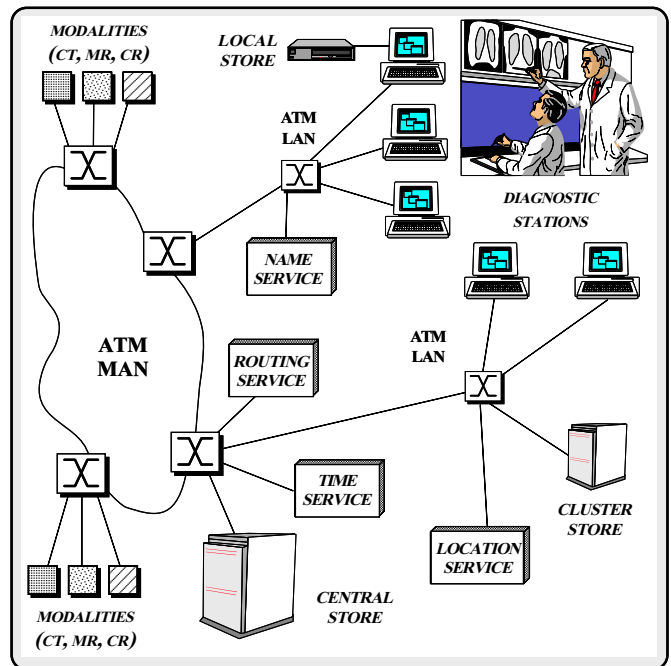 MODALITIES
(CT, MR, CR)
LOCAL
STORE
ATM
LAN
DIAGNOSTIC
STATIONS
NAME
SERVICE
ATM
MAN
ROUTING
SERVICE
ATM
LAN
TIME
SERVICE
CLUSTER
STORE
LOCATION
SERVICE
CENTRAL
STORE
MODALITIES
(CT, MR, CR)